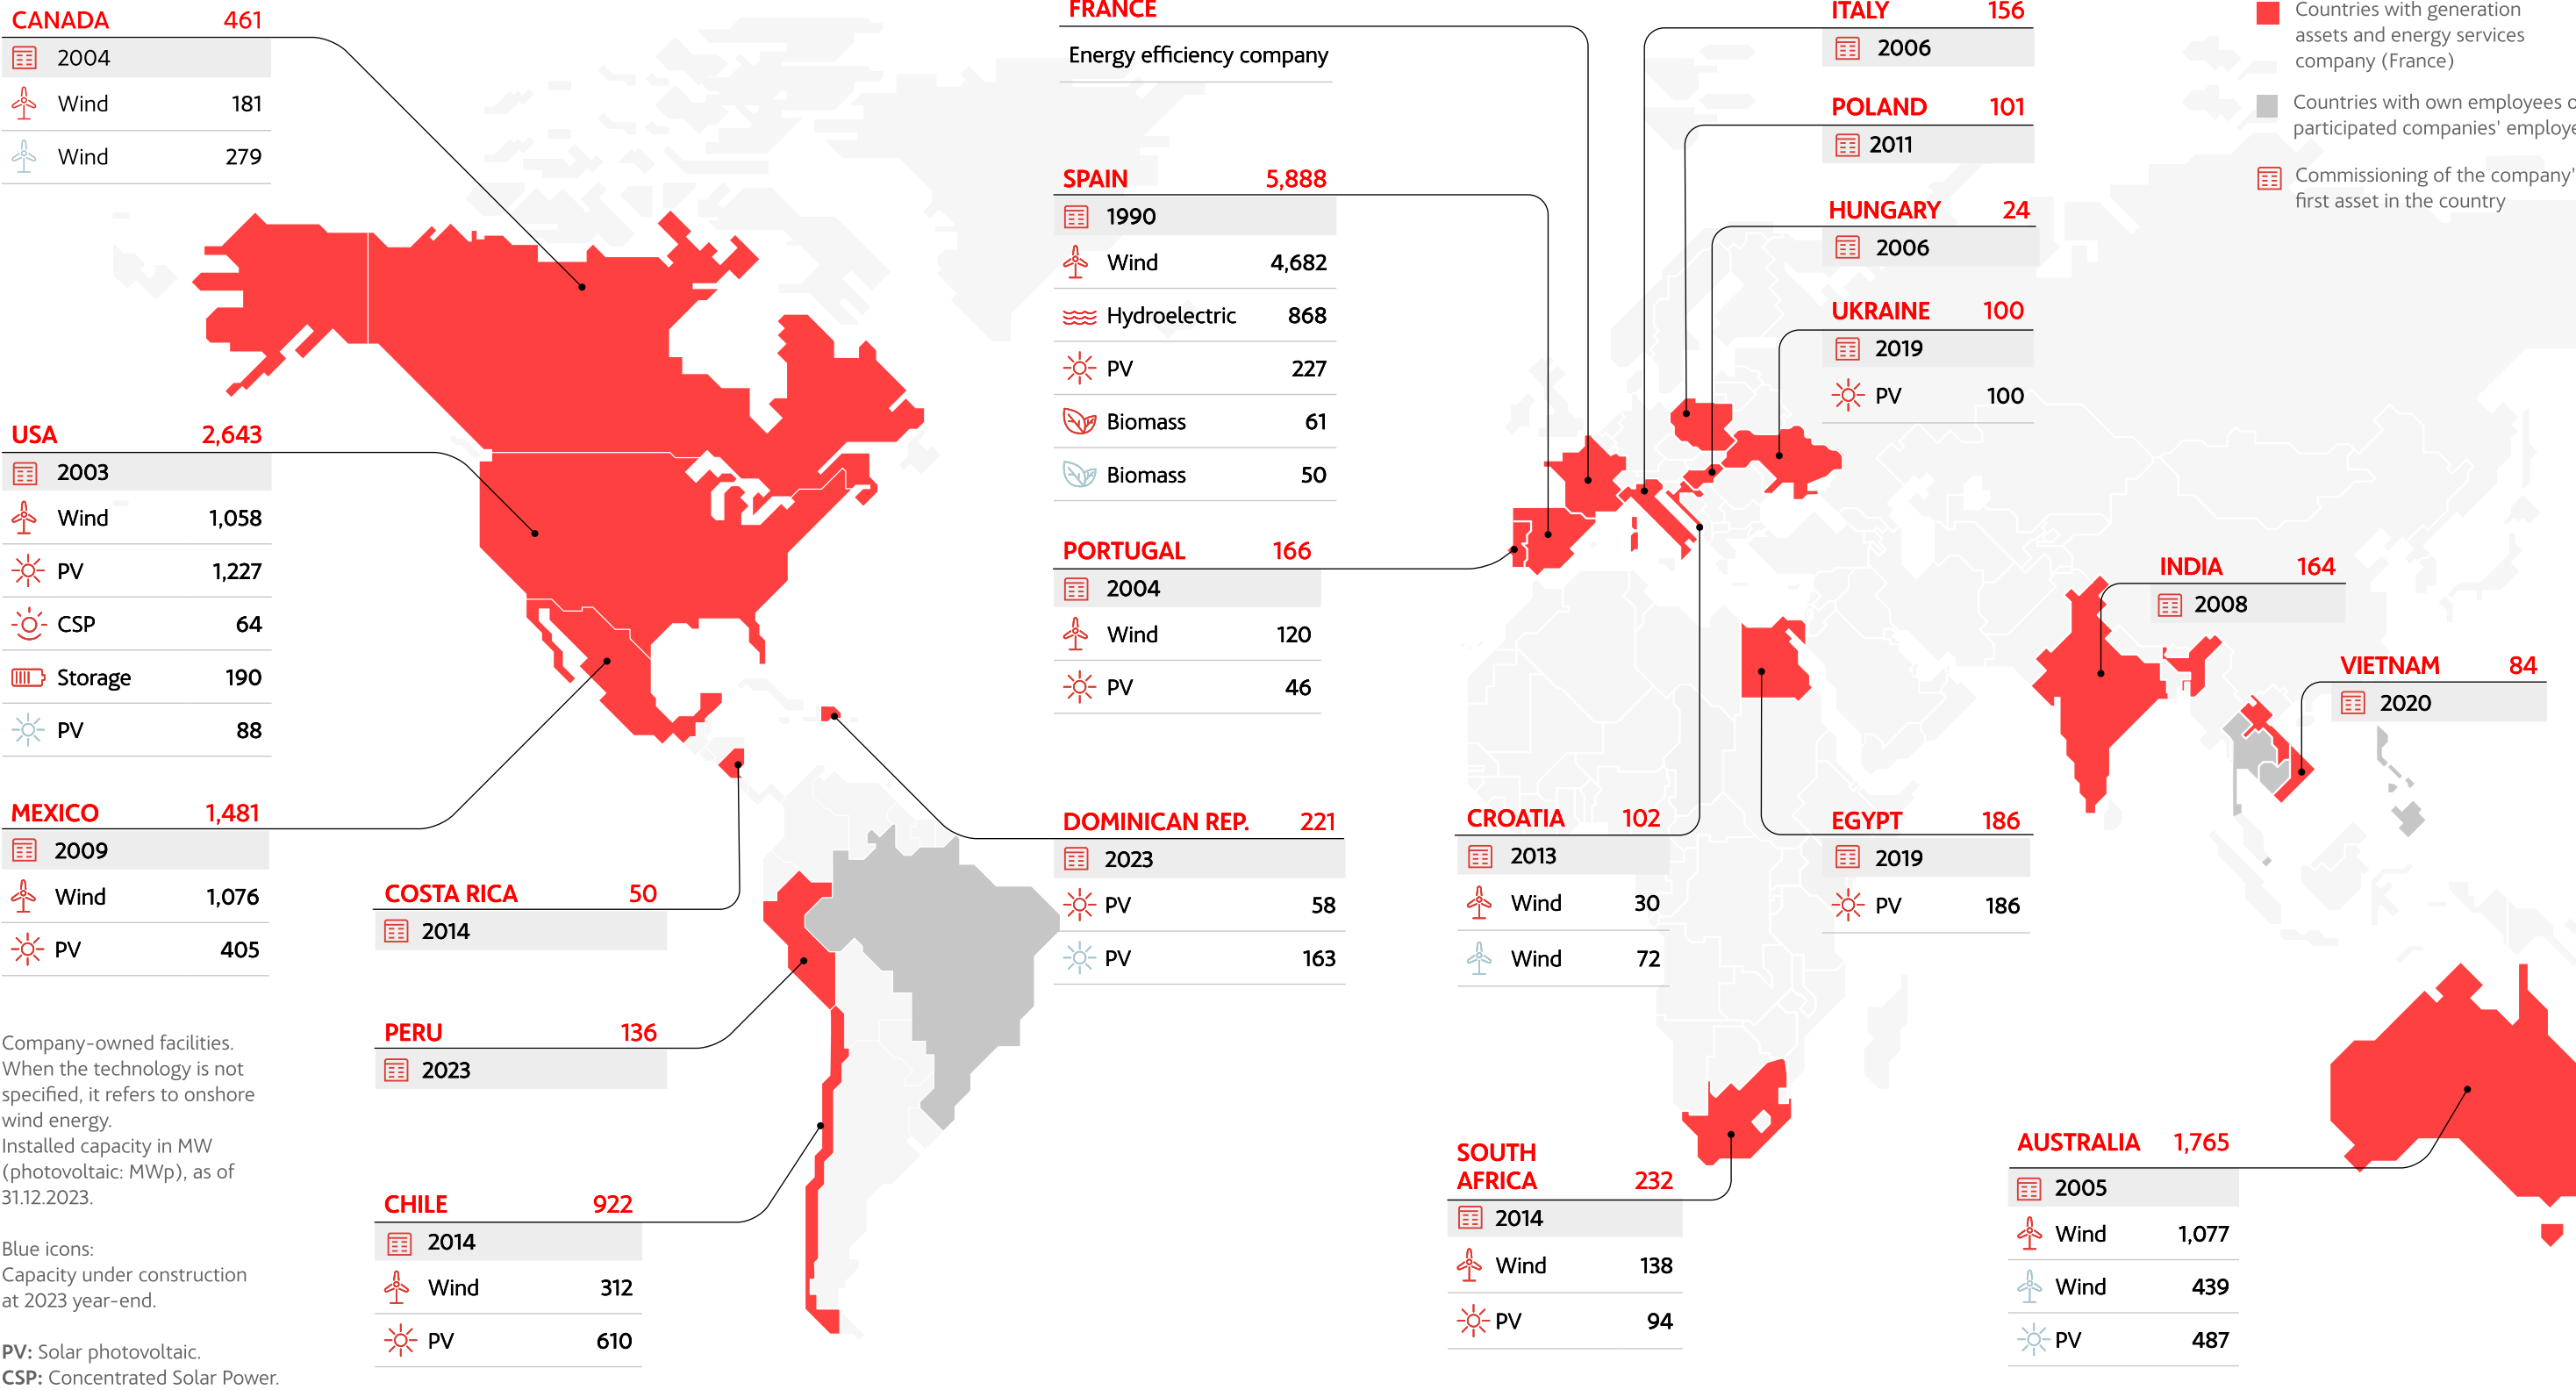 CANADA 461
2004
Wind 181
Wind 279
USA 2,643
2003
Wind 1,058
PV 1,227
CSP 64
Storage 190
PV 88
MEXICO 1,481
2009
Wind 1,076
PV 405
Company-owned facilities.
When the technology is not
specified, it refers to onshore
wind energy.
Installed capacity in MW
(photovoltaic: MWp), as of
31.12.2023.
Blue icons:
Capacity under construction
at 2023 year-end.
PV: Solar photovoltaic.
CSP: Concentrated Solar Power.
COSTA RICA 50
2014
PERU 136
2023
CHILE 922
2014
Wind 312
PV 610
FRANCE
Energy efficiency company
SPAIN 5,888
1990
Wind 4,682
Hydroelectric 868
PV 227
Biomass 61
Biomass 50
PORTUGAL 166
2004
Wind 120
PV 46
DOMINICAN REP. 221
2023
PV 58
PV 163
CROATIA 102
2013
Wind 30
Wind 72
SOUTH
AFRICA 232
2014
Wind 138
PV 94
ITALY 156
2006
POLAND 101
2011
HUNGARY 24
2006
UKRAINE 100
2019
PV 100
EGYPT 186
2019
PV 186
INDIA 164
2008
VIETNAM 84
2020
AUSTRALIA 1,765
2005
Wind 1,077
Wind 439
PV 487
Countries with generation
assets and energy services
company (France)
Countries with own employees
participated companies'
Commissioning of the company'
first asset in the country